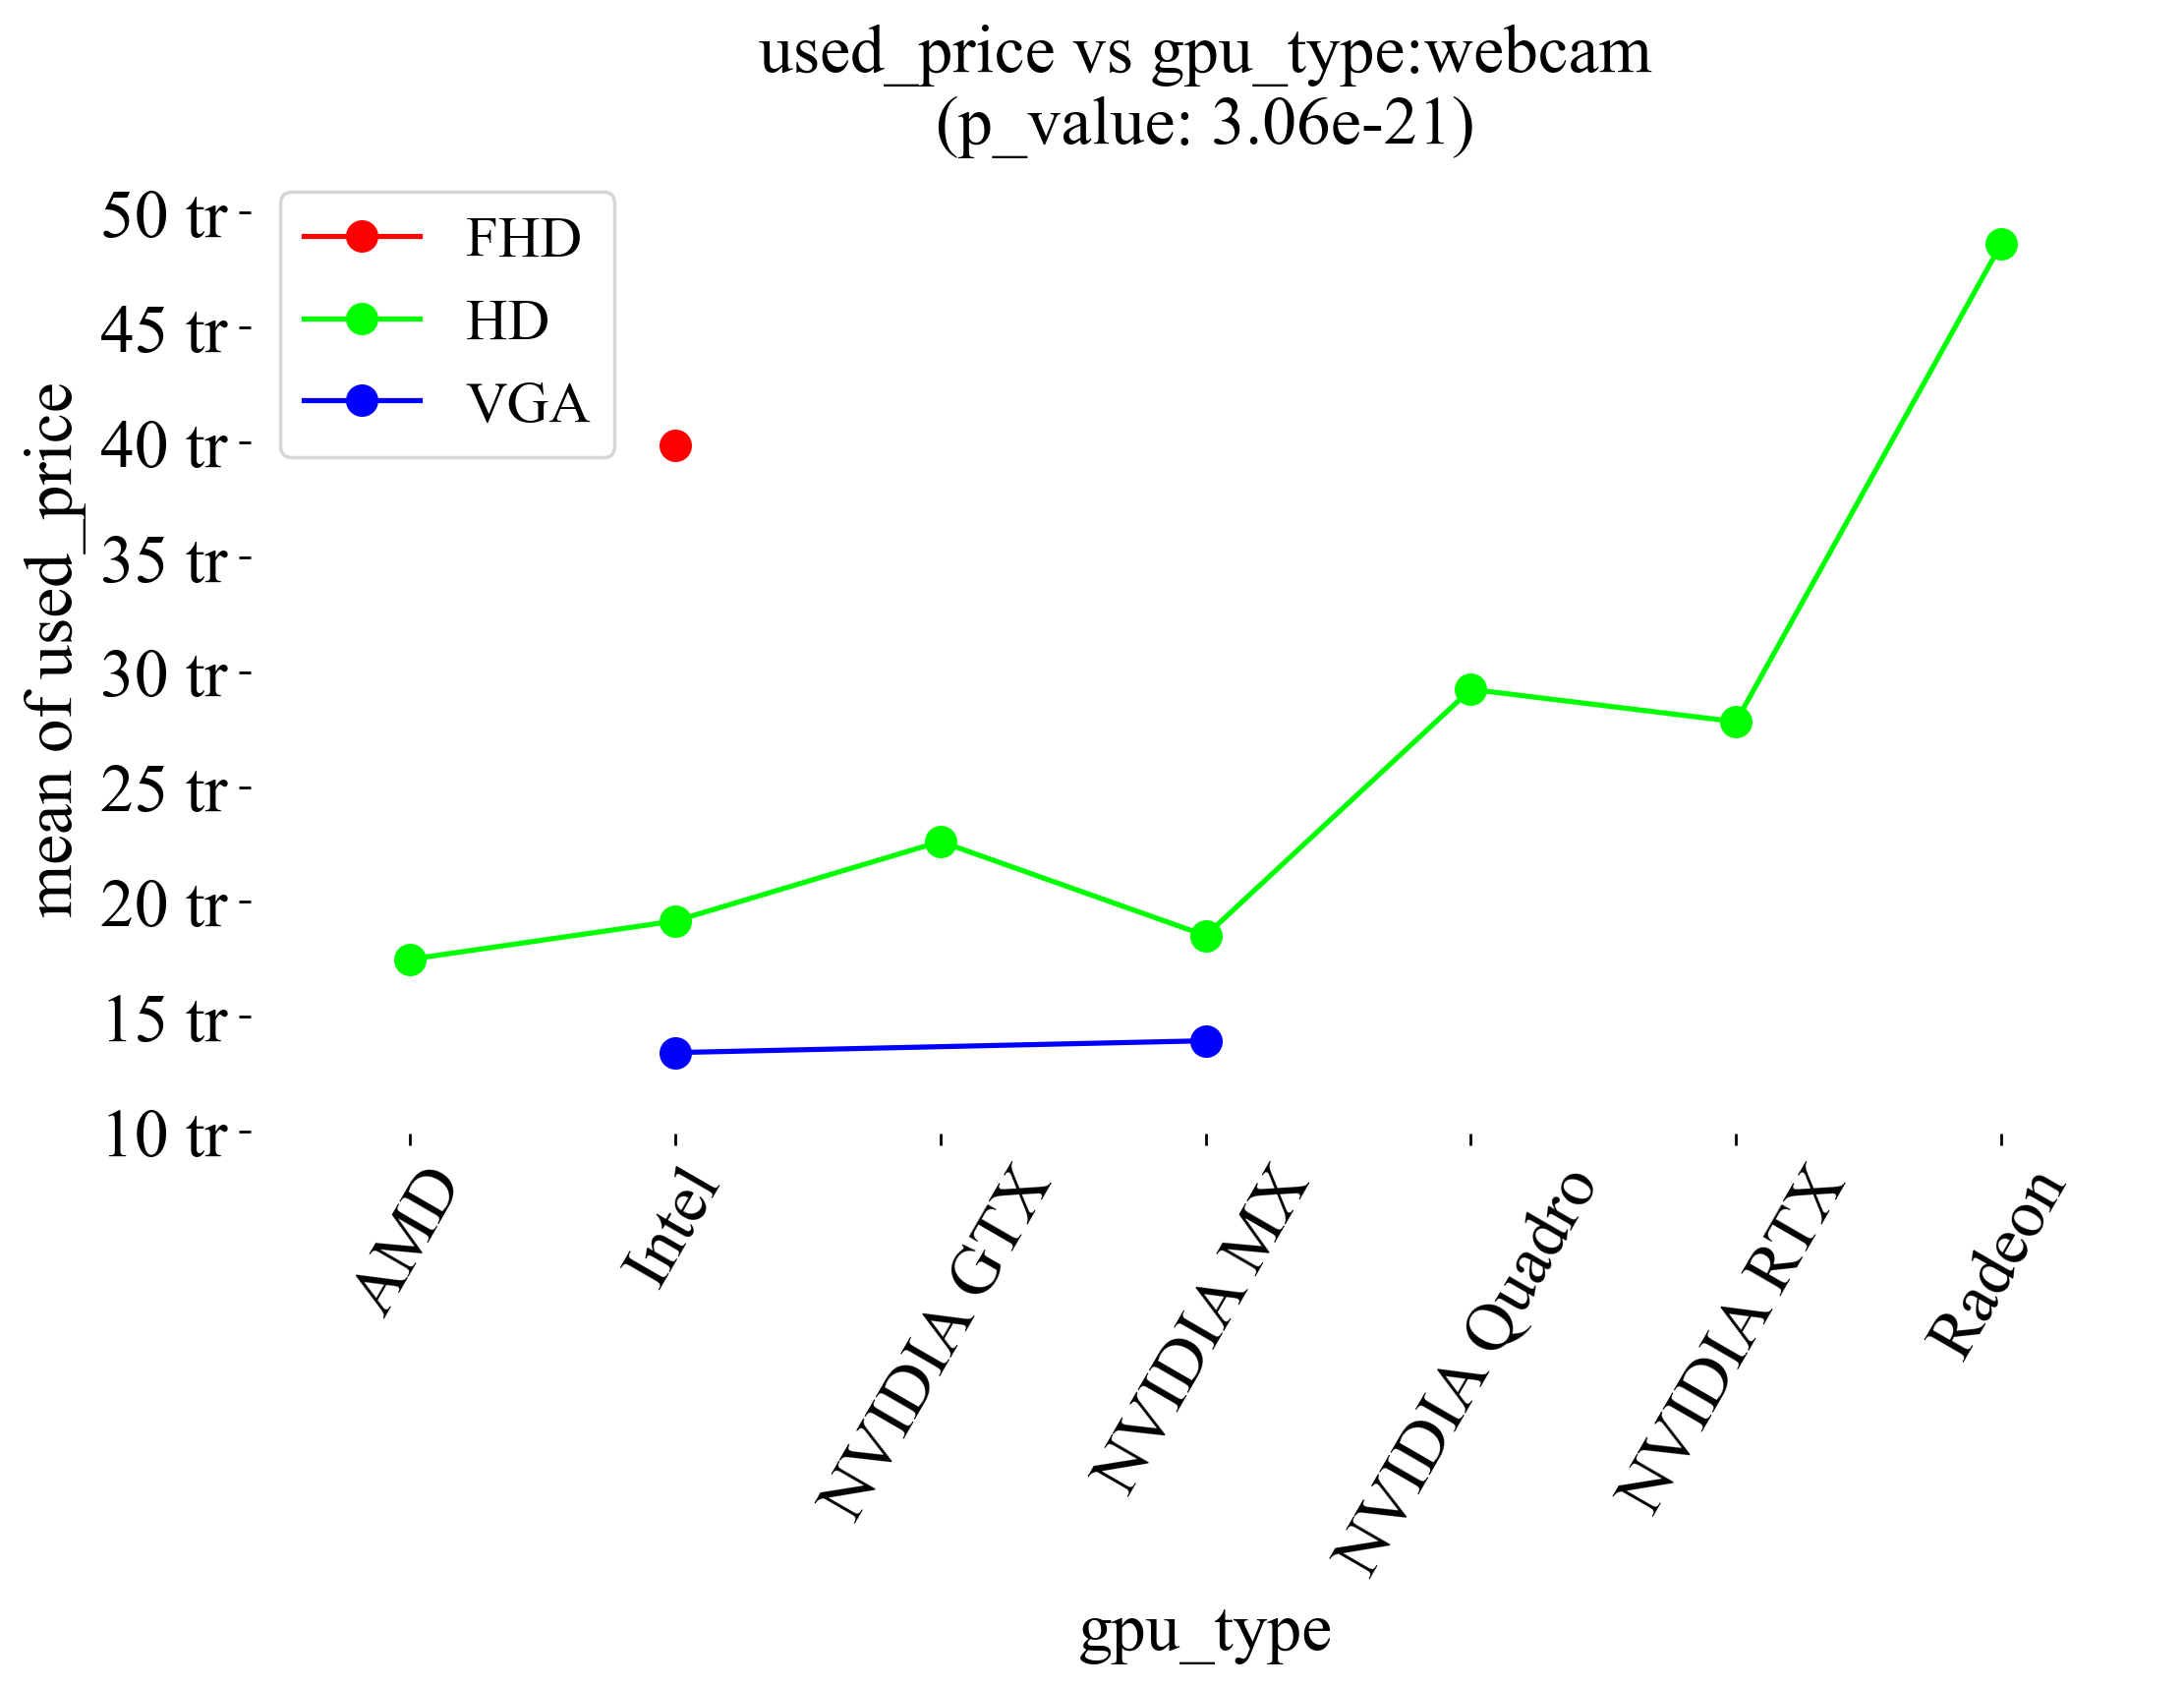 used_price vs gpu_type:webcam
(p_value: 3.06e-21)
FHD
HD
VGA
mean of used_price
50 tr
45 tr
40 tr
35 tr
30 tr
25 tr
20 tr
15 tr
10 tr
AMD
Intel
NVIDIA GTX
NVIDIA MX
NVIDIA Quadro
NVIDIA RTX
Radeon
gpu_type